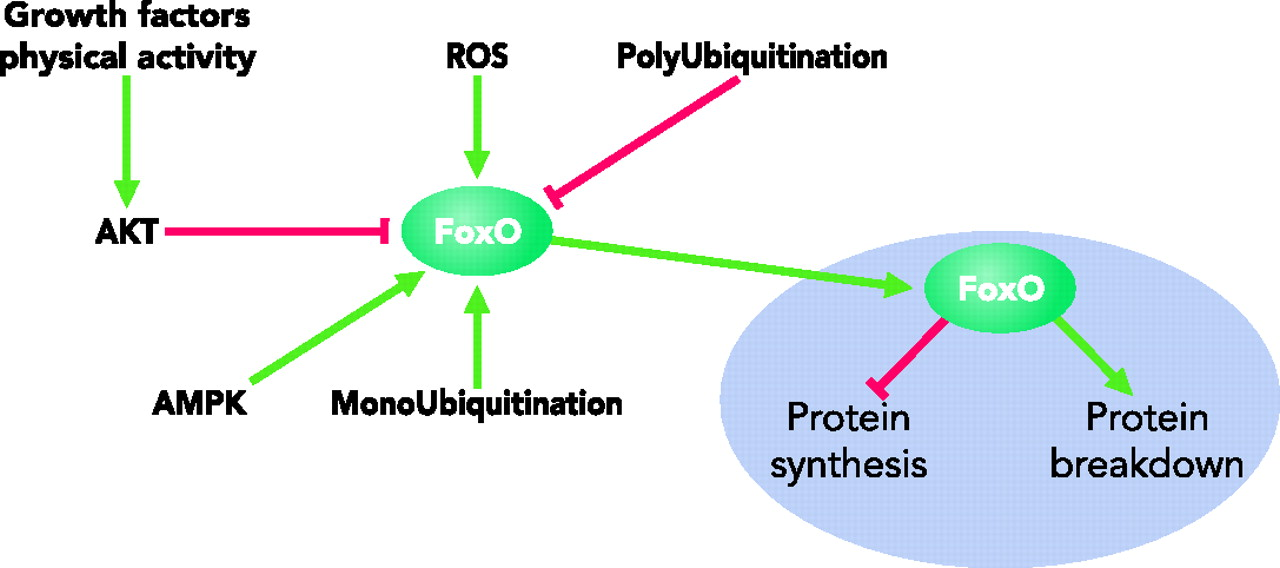 Growth factors
physical activity
ROS
PolyUbiquitination
AKT
FoxO
FoxO
AMPK
MonoUbiquitination
Protein
synthesis
Protein
breakdown